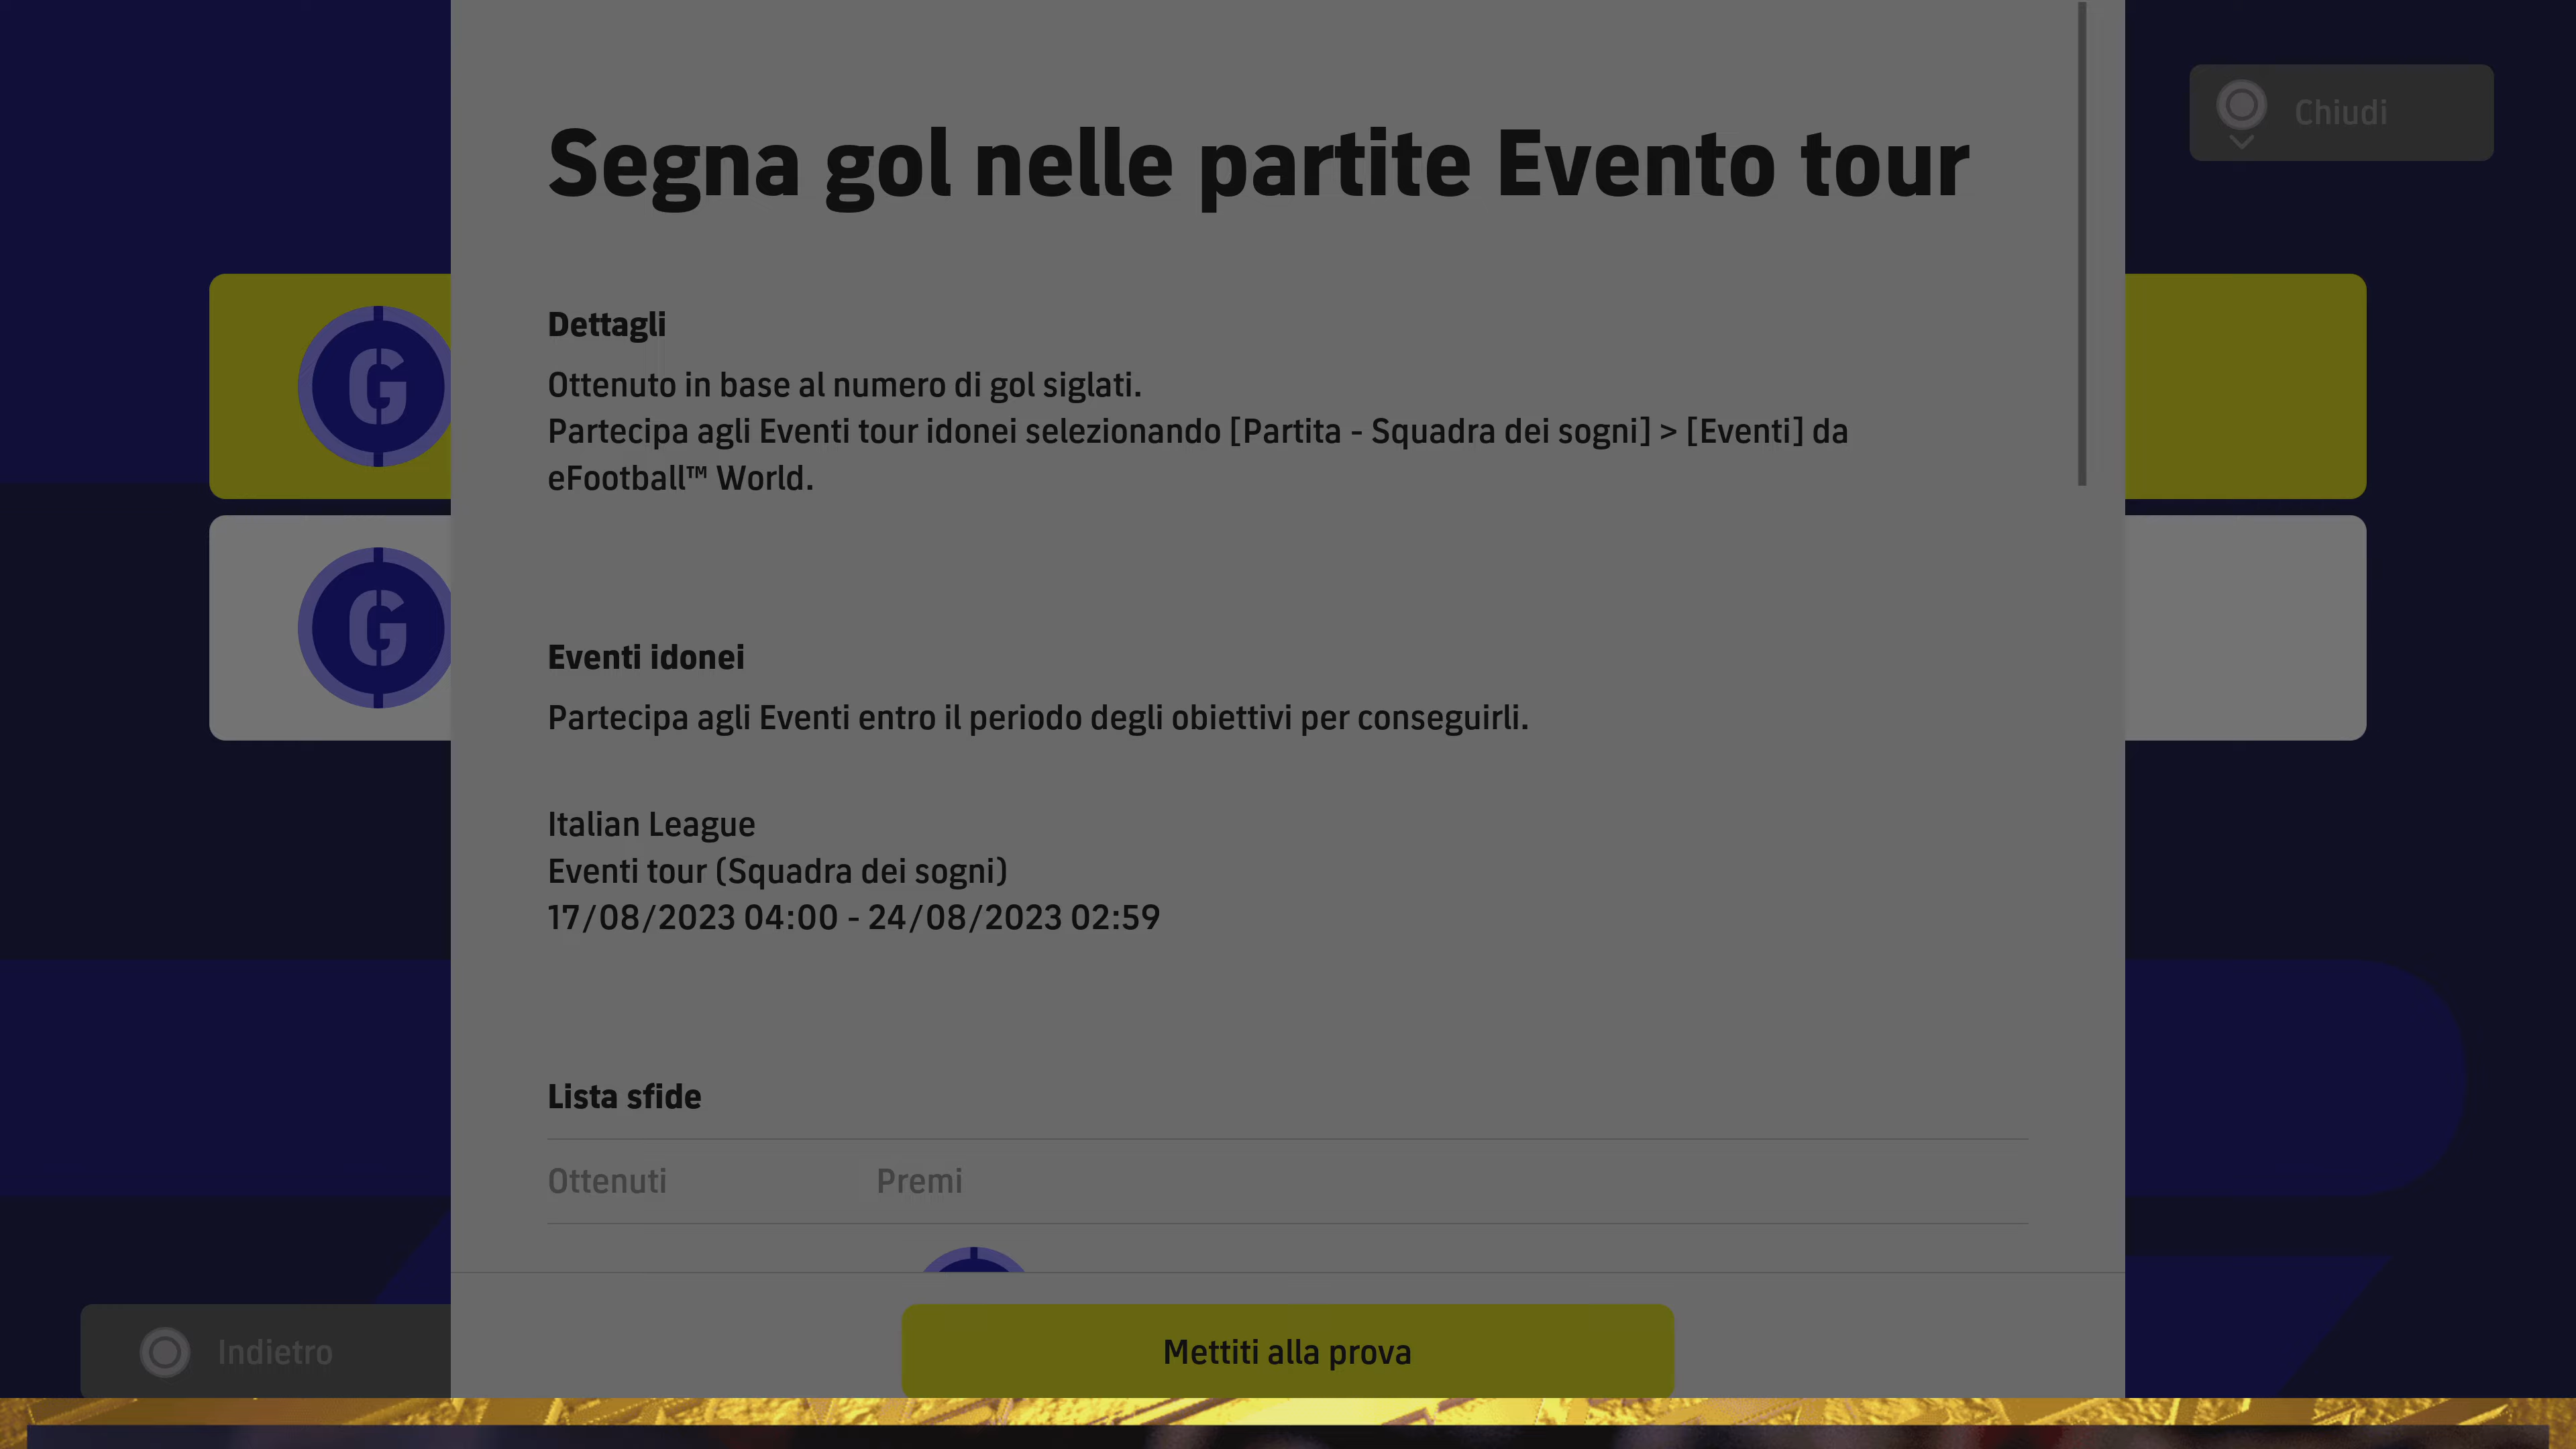 Segna gol nelle partite Evento tour
Chiudi
Dettagli
Ottenuto in base al numero di gol siglati.
Partecipa agli Eventi tour idonei selezionando [Partita - Squadra dei sogni] > [Eventi] da
eFootball™ World.
G
G
Eventi idonei
Partecipa agli Eventi entro il periodo degli obiettivi per conseguirli.
Italian League
Eventi tour (Squadra dei sogni)
17/08/2023 04:00 - 24/08/2023 02:59
Lista sfide
Ottenuti Premi
Indietro
Mettiti alla prova